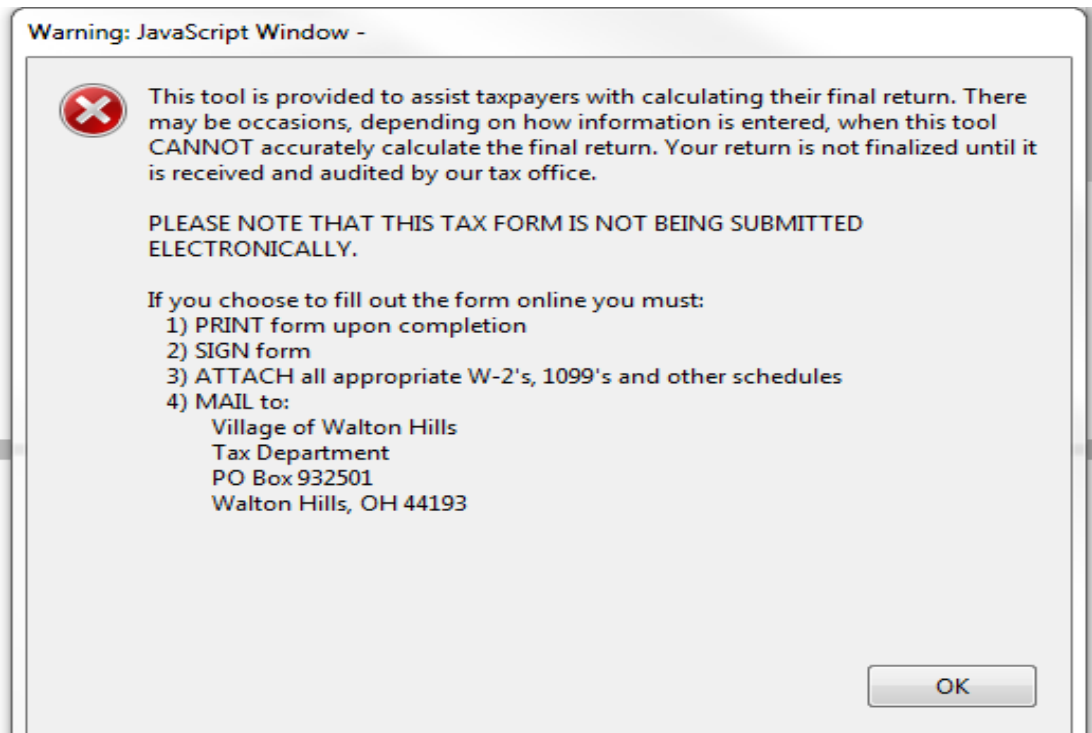 Warning: JavaScript Window -
This tool is provided to assist taxpayers with calculating their final return. There
may be occasions, depending on how information is entered, when this tool
CANNOT accurately calculate the final return. Your return is not finalized until it
is received and audited by our tax office.
PLEASE NOTE THAT THIS TAX FORM IS NOT BEING SUBMITTED
ELECTRONICALLY.
If you choose to fill out the form online you must:
1) PRINT form upon completion
2) SIGN form
3) ATTACH all appropriate W-2's, 1099's and other schedules
4) MAIL to:
Village of Walton Hills
Tax Department
PO Box 932501
Walton Hills, OH 44193
OK